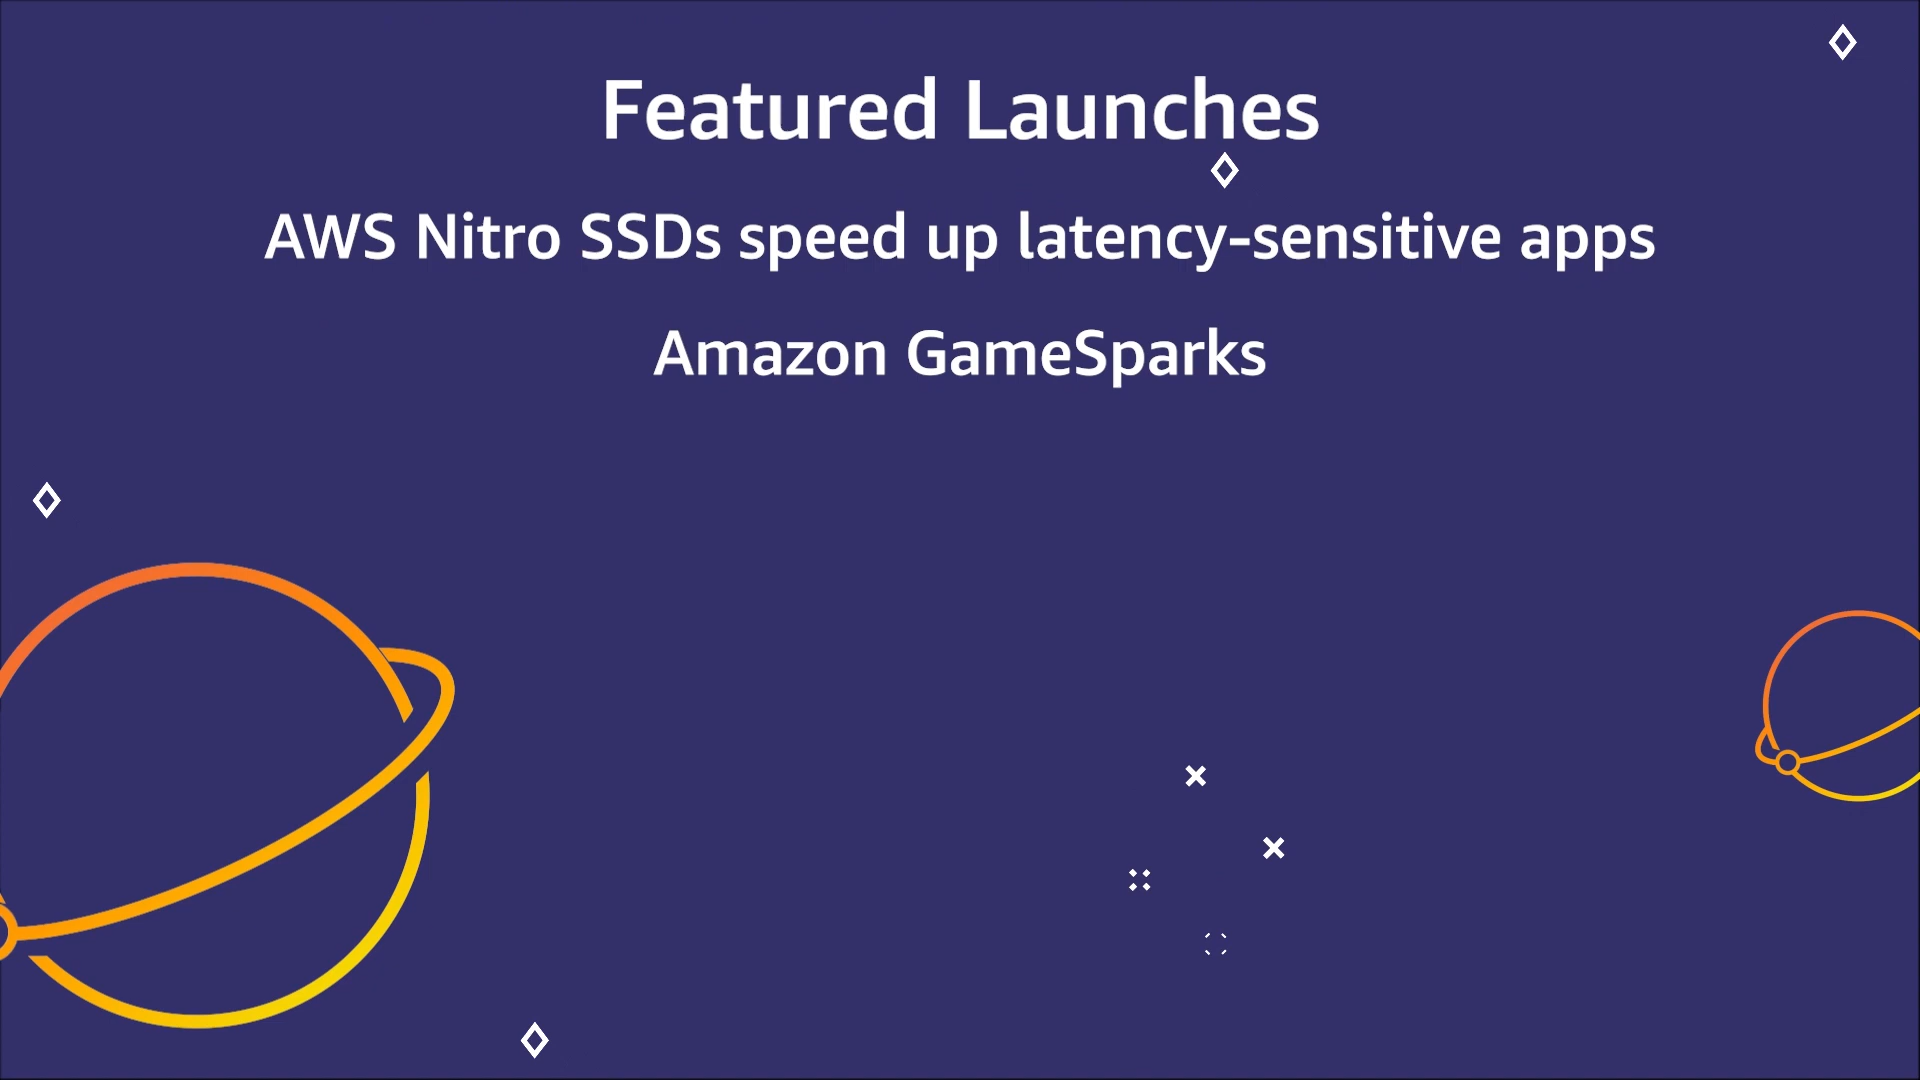 Featured Launches
AWS Nitro SSDs speed up latency-sensitive apps
Amazon GameSparks